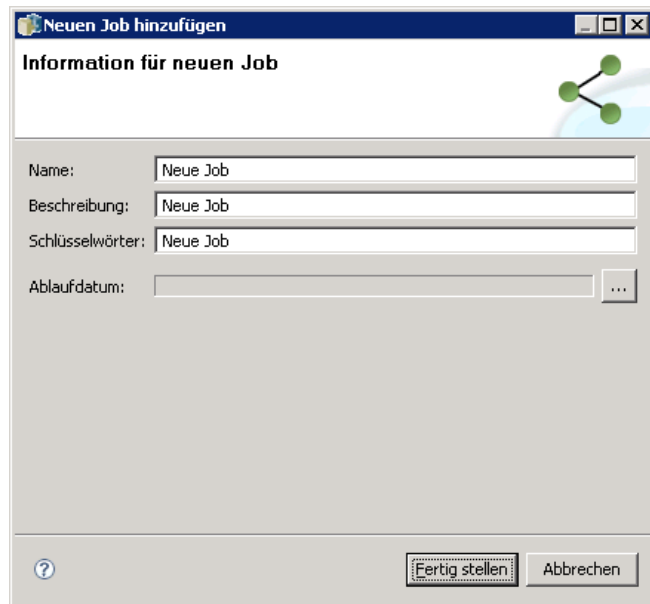 Neuen Job hinzufügen
Information für neuen Job
Name: Neue Job
Beschreibung: Neue Job
Schlüsselwörter: Neue Job
Ablaufdatum: ...
? Fertig stellen Abbrechen